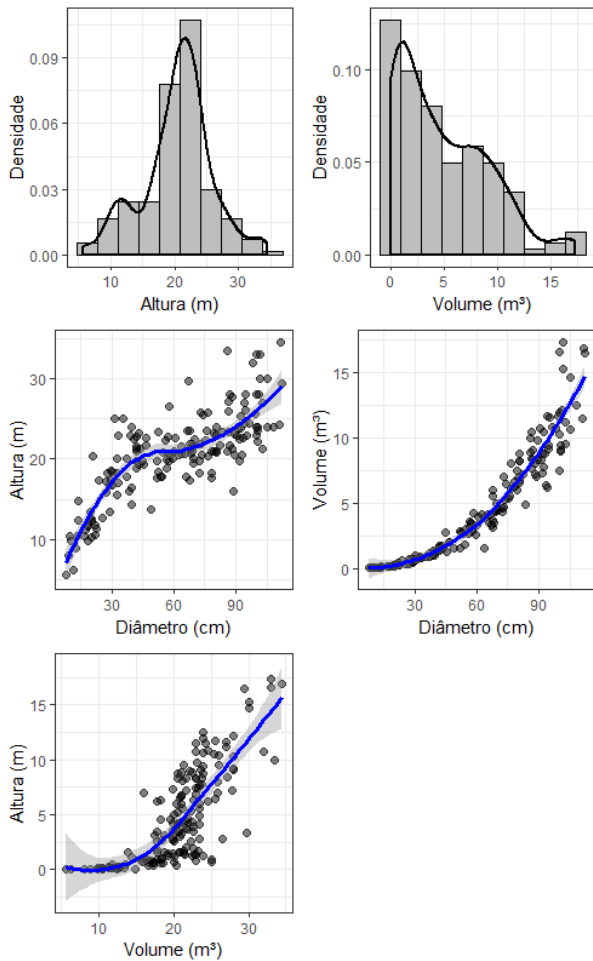 Densidade
0.09
0.06
0.03
0.00
10 20 30
Altura (m)
Densidade
0.10
0.05
0.00
0 5 10 15
Volume (m³)
Altura (m)
30
20
10
30 60 90
Diâmetro (cm)
Volume (m³)
15
10
5
0
30 60 90
Diâmetro (cm)
Altura (m)
15
10
5
0
10 20 30
Volume (m³)